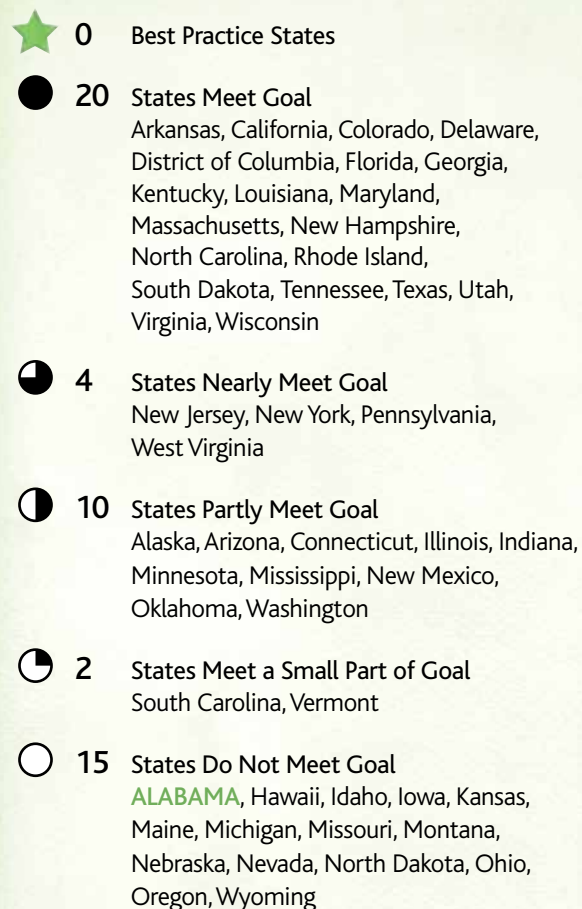 0 Best Practice States
20 States Meet Goal
Arkansas, California, Colorado, Delaware,
District of Columbia, Florida, Georgia,
Kentucky, Louisiana, Maryland,
Massachusetts, New Hampshire,
North Carolina, Rhode Island,
South Dakota, Tennessee, Texas, Utah,
Virginia, Wisconsin
4 States Nearly Meet Goal
New Jersey, New York, Pennsylvania,
West Virginia
10 States Partly Meet Goal
Alaska, Arizona, Connecticut, Illinois, Indiana,
Minnesota, Mississippi, New Mexico,
Oklahoma, Washington
2 States Meet a Small Part of Goal
South Carolina, Vermont
15 States Do Not Meet Goal
ALABAMA, Hawaii, Idaho, Iowa, Kansas,
Maine, Michigan, Missouri, Montana,
Nebraska, Nevada, North Dakota, Ohio,
Oregon, Wyoming